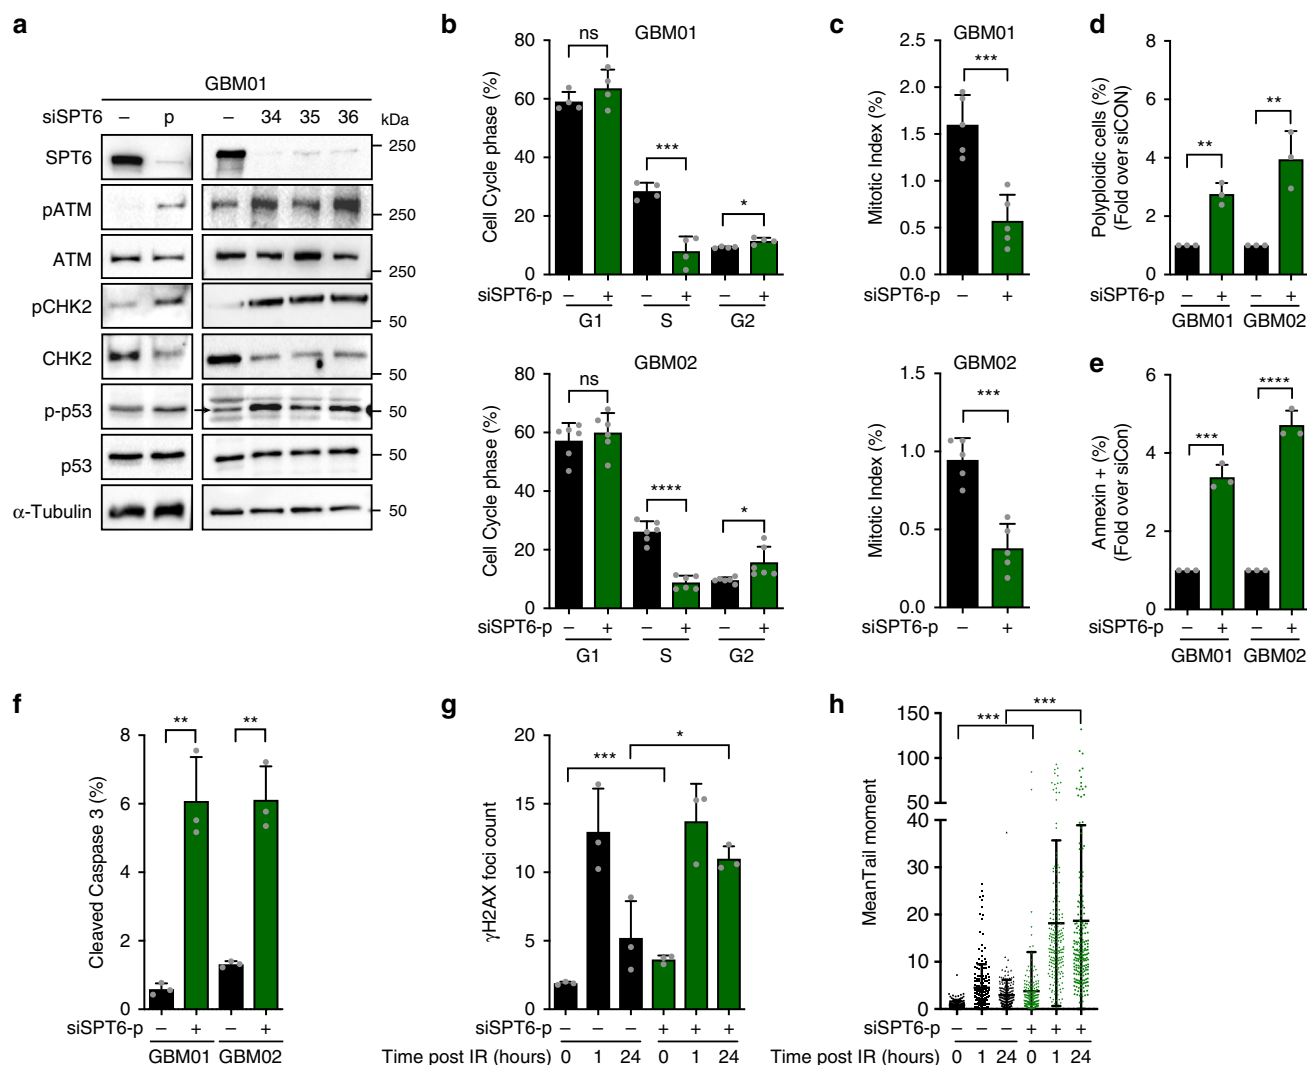 a
GBM01
siSPT6 – p – 34 35 36 kDa
SPT6 250
pATM 250
ATM 250
pCHK2 50
CHK2 50
p-p53 50
p53 50
α-Tubulin 50
b
GBM01
Cell Cycle phase (%)
80
60
40
20
0
ns
***
*
siSPT6-p – + – + – +
G1 S G2
GBM02
Cell Cycle phase (%)
80
60
40
20
0
ns
****
*
siSPT6-p – + – + – +
G1 S G2
c
GBM01
Mitotic Index (%)
2.5
2.0
1.5
1.0
0.5
0.0
***
siSPT6-p – +
GBM02
Mitotic Index (%)
1.5
1.0
0.5
0.0
***
siSPT6-p – +
d
Polyploidic cells (%)
(Fold over siCON)
8
6
4
2
0
**
**
siSPT6-p – + – +
GBM01 GBM02
e
Annexin + (%)
(Fold over siCon)
6
4
2
0
***
****
siSPT6-p – + – +
GBM01 GBM02
f
Cleaved Caspase 3 (%)
8
6
4
2
0
**
**
siSPT6-p – + – +
GBM01 GBM02
g
γH2AX foci count
20
15
10
5
0
***
*
siSPT6-p – – – + + +
Time post IR (hours) 0 1 24 0 1 24
h
MeanTail moment
150
100
50
40
30
20
10
0
***
***
siSPT6-p – – – + + +
Time post IR (hours) 0 1 24 0 1 24